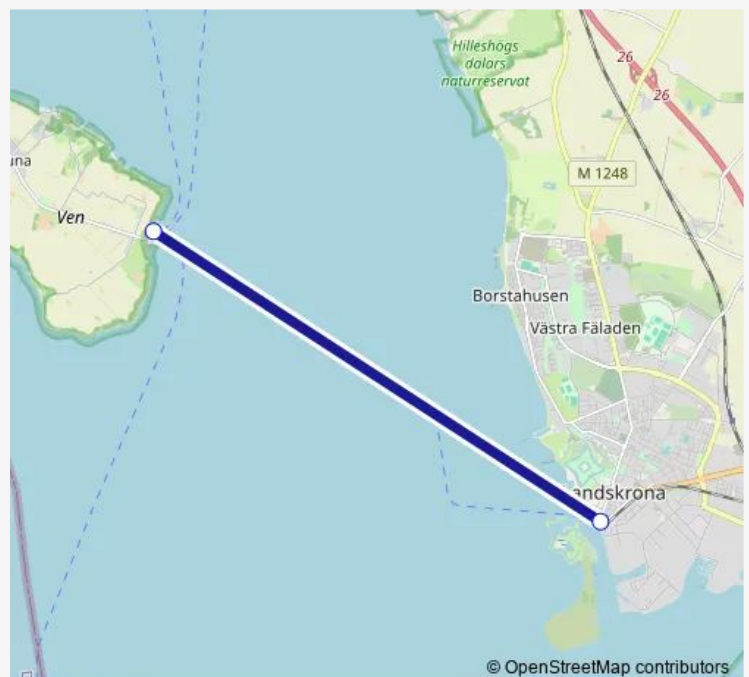 Hilleshögs
dalars
naturreservat
26
26
M 1248
una
Ven
Borstahusen
Västra Fäladen
andskrona
© OpenStreetMap contributors